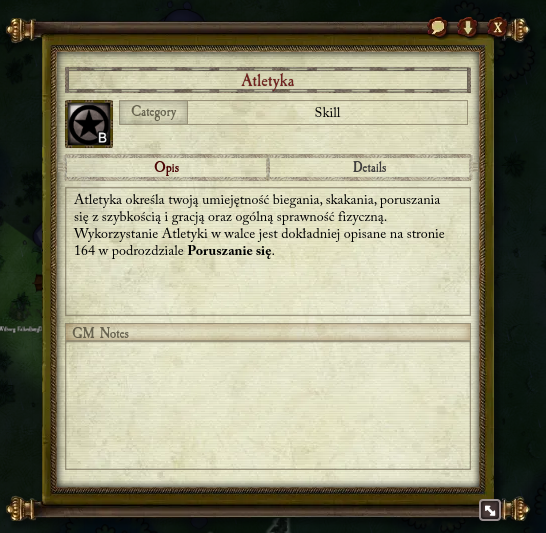 X
Atletyka
B
Category
Skill
Opis
Details
Atletyka określa twoją umiejętność biegania, skakania, poruszania
się z szybkością i gracją oraz ogólną sprawność fizyczną.
Wykorzystanie Atletyki w walce jest dokładniej opisane na stronie
164 w podrozdziale Poruszanie się.
GM Notes